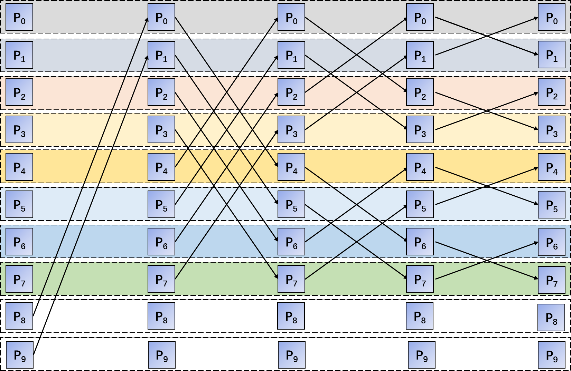 P₀ P₀ P₀ P₀ P₀
P₁ P₁ P₁ P₁ P₁
P₂ P₂ P₂ P₂ P₂
P₃ P₃ P₃ P₃ P₃
P₄ P₄ P₄ P₄ P₄
P₅ P₅ P₅ P₅ P₅
P₆ P₆ P₆ P₆ P₆
P₇ P₇ P₇ P₇ P₇
P₈ P₈ P₈ P₈ P₈
P₉ P₉ P₉ P₉ P₉